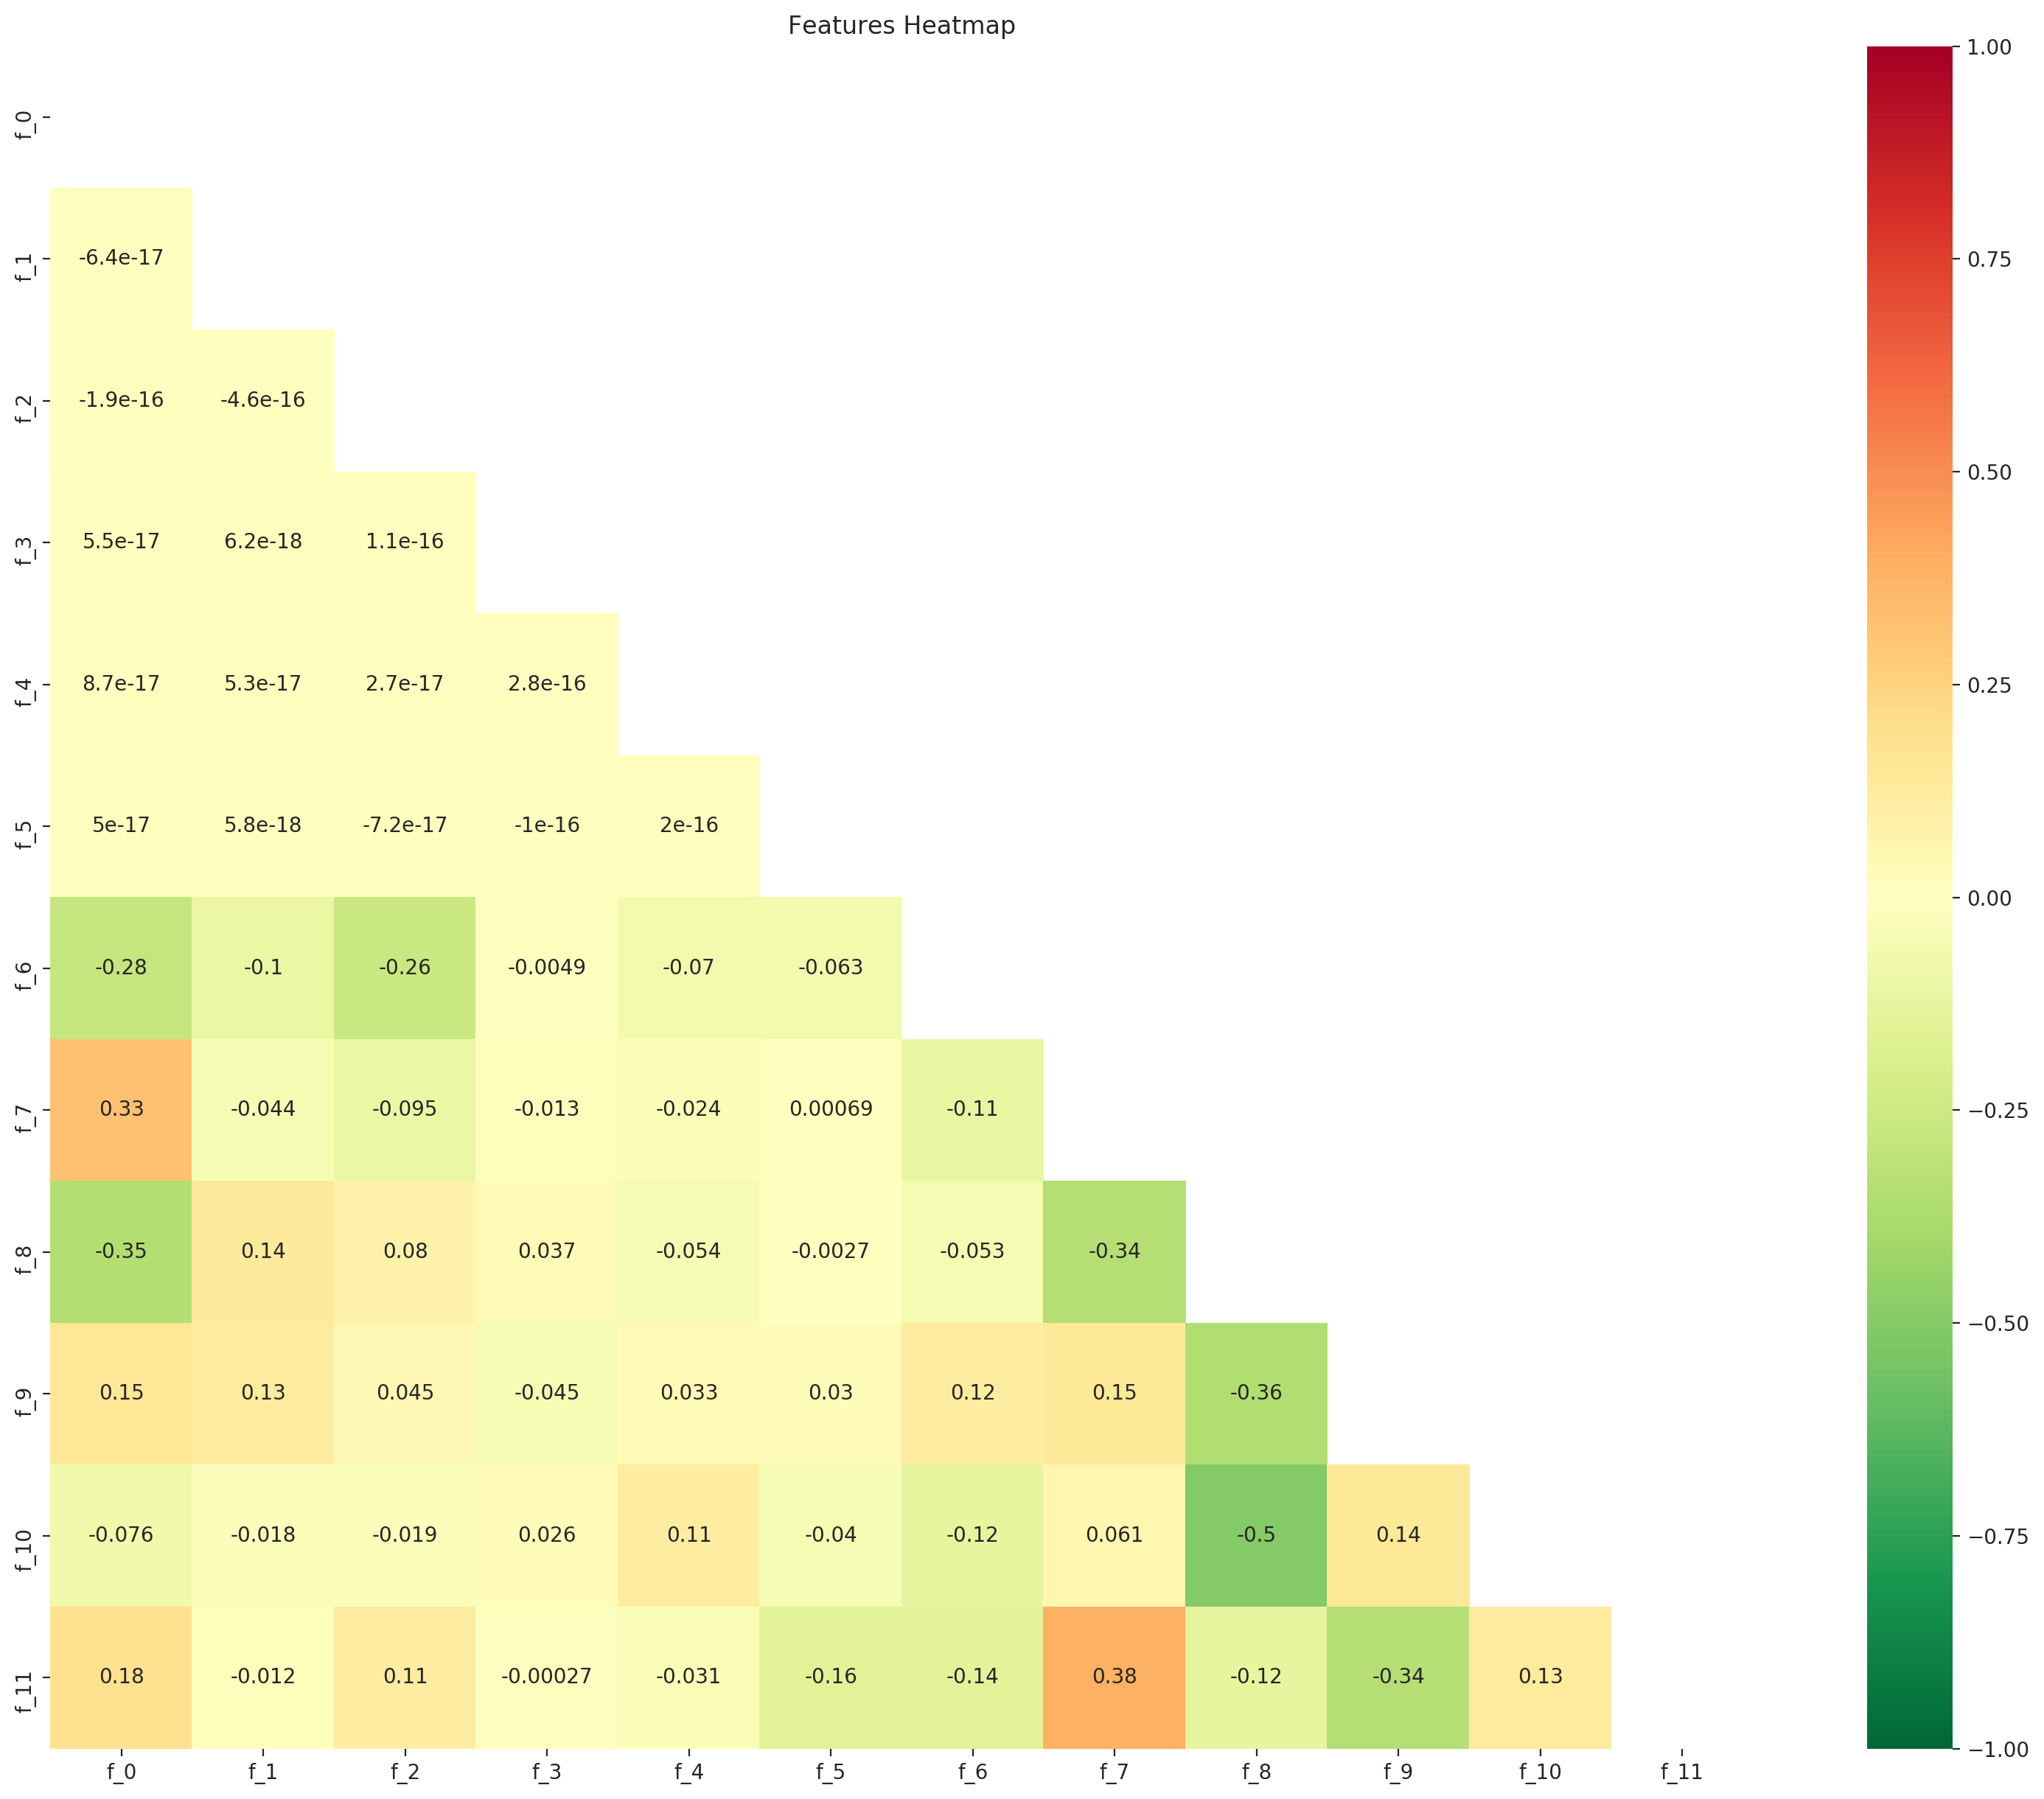 Features Heatmap
f_0
f_1 -6.4e-17
f_2 -1.9e-16 -4.6e-16
f_3 5.5e-17 6.2e-18 1.1e-16
f_4 8.7e-17 5.3e-17 2.7e-17 2.8e-16
f_5 5e-17 5.8e-18 -7.2e-17 -1e-16 2e-16
f_6 -0.28 -0.1 -0.26 -0.0049 -0.07 -0.063
f_7 0.33 -0.044 -0.095 -0.013 -0.024 0.00069 -0.11
f_8 -0.35 0.14 0.08 0.037 -0.054 -0.0027 -0.053 -0.34
f_9 0.15 0.13 0.045 -0.045 0.033 0.03 0.12 0.15 -0.36
f_10 -0.076 -0.018 -0.019 0.026 0.11 -0.04 -0.12 0.061 -0.5 0.14
f_11 0.18 -0.012 0.11 -0.00027 -0.031 -0.16 -0.14 0.38 -0.12 -0.34 0.13
f_0 f_1 f_2 f_3 f_4 f_5 f_6 f_7 f_8 f_9 f_10 f_11
1.00
0.75
0.50
0.25
0.00
−0.25
−0.50
−0.75
−1.00